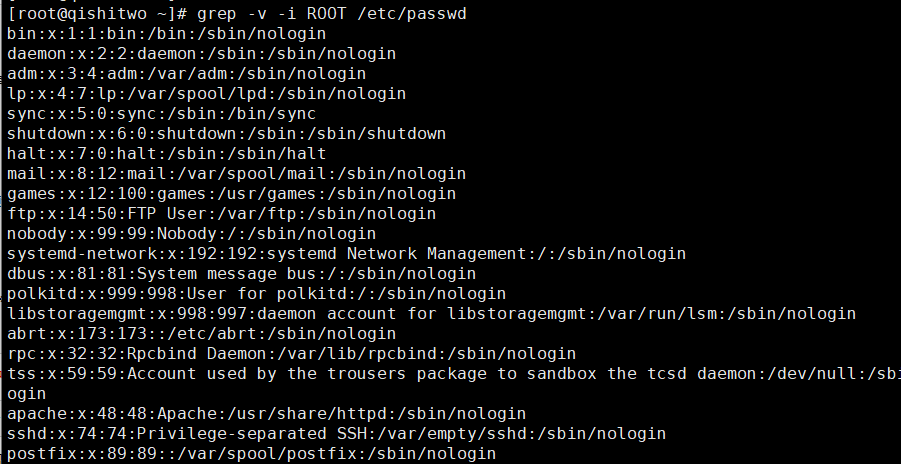 [root@qishitwo ~]# grep -v -i ROOT /etc/passwd
bin:x:1:1:bin:/bin:/sbin/nologin
daemon:x:2:2:daemon:/sbin:/sbin/nologin
adm:x:3:4:adm:/var/adm:/sbin/nologin
lp:x:4:7:lp:/var/spool/lpd:/sbin/nologin
sync:x:5:0:sync:/sbin:/bin/sync
shutdown:x:6:0:shutdown:/sbin:/sbin/shutdown
halt:x:7:0:halt:/sbin:/sbin/halt
mail:x:8:12:mail:/var/spool/mail:/sbin/nologin
games:x:12:100:games:/usr/games:/sbin/nologin
ftp:x:14:50:FTP User:/var/ftp:/sbin/nologin
nobody:x:99:99:Nobody:/:/sbin/nologin
systemd-network:x:192:192:systemd Network Management:/:/sbin/nologin
dbus:x:81:81:System message bus:/:/sbin/nologin
polkitd:x:999:998:User for polkitd:/:/sbin/nologin
libstoragemgmt:x:998:997:daemon account for libstoragemgmt:/var/run/lsm:/sbin/nologin
abrt:x:173:173::/etc/abrt:/sbin/nologin
rpc:x:32:32:Rpcbind Daemon:/var/lib/rpcbind:/sbin/nologin
tss:x:59:59:Account used by the trousers package to sandbox the tcsd daemon:/dev/null:/sbi
ogin
apache:x:48:48:Apache:/usr/share/httpd:/sbin/nologin
sshd:x:74:74:Privilege-separated SSH:/var/empty/sshd:/sbin/nologin
postfix:x:89:89::/var/spool/postfix:/sbin/nologin